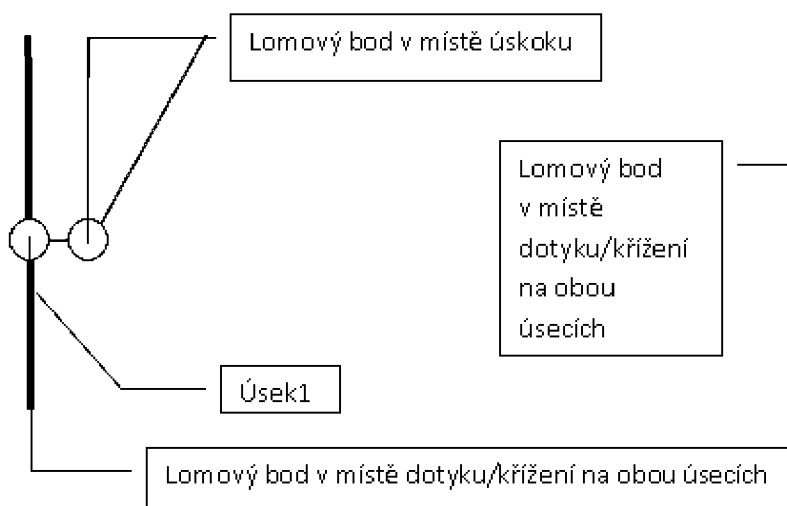 Lomový bod v místě úskoku
Lomový bod
v místě
dotyku/křížení
na obou
úsecích
Úsek1
Lomový bod v místě dotyku/křížení na obou úsecích